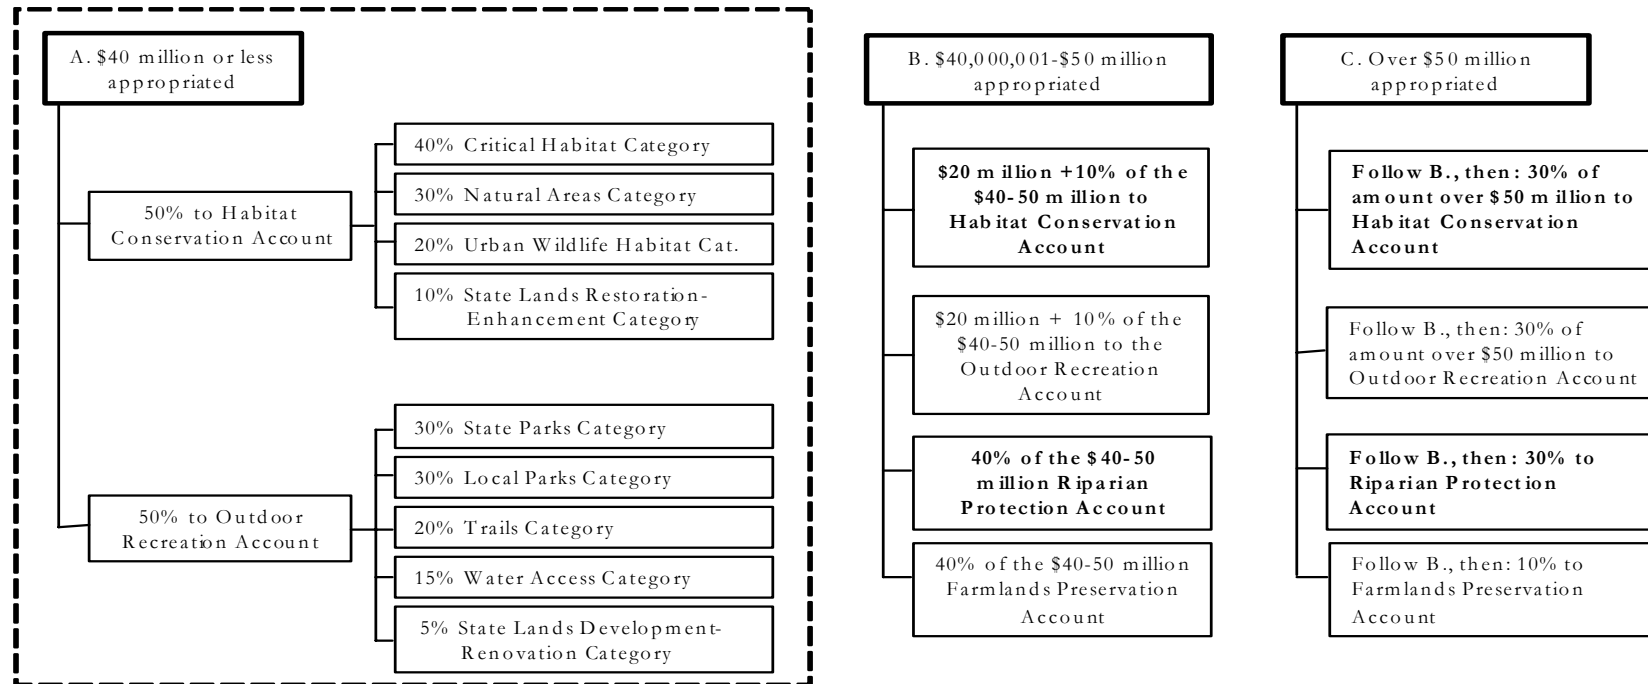 A. $40 million or less
appropriated
50% to Habitat
Conservation Account
40% Critical Habitat Category
30% Natural Areas Category
20% Urban Wildlife Habitat Cat.
10% State Lands Restoration-
Enhancement Category
50% to Outdoor
Recreation Account
30% State Parks Category
30% Local Parks Category
20% Trails Category
15% Water Access Category
5% State Lands Development-
Renovation Category
B. $40,000,001-$50 million
appropriated
$20 million +10% of the
$40-50 million to
Habitat Conservation
Account
$20 million + 10% of the
$40-50 million to the
Outdoor Recreation
Account
40% of the $40-50
million Riparian
Protection Account
40% of the $40-50 million
Farmlands Preservation
Account
C. Over $50 million
appropriated
Follow B., then: 30% of
amount over $50 million to
Habitat Conservation
Account
Follow B., then: 30% of
amount over $50 million to
Outdoor Recreation Account
Follow B., then: 30% to
Riparian Protection
Account
Follow B., then: 10% to
Farmlands Preservation
Account